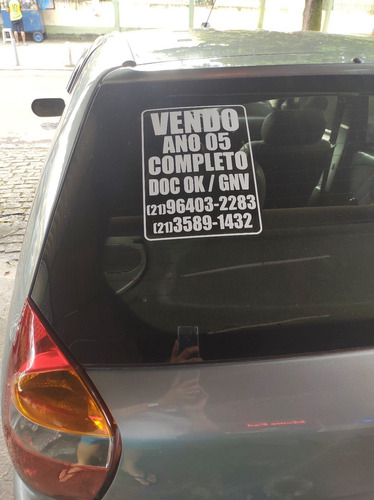 VENDO
ANO 05
COMPLETO
DOC OK / GNV
(21)96403-2283
(21)3589-1432